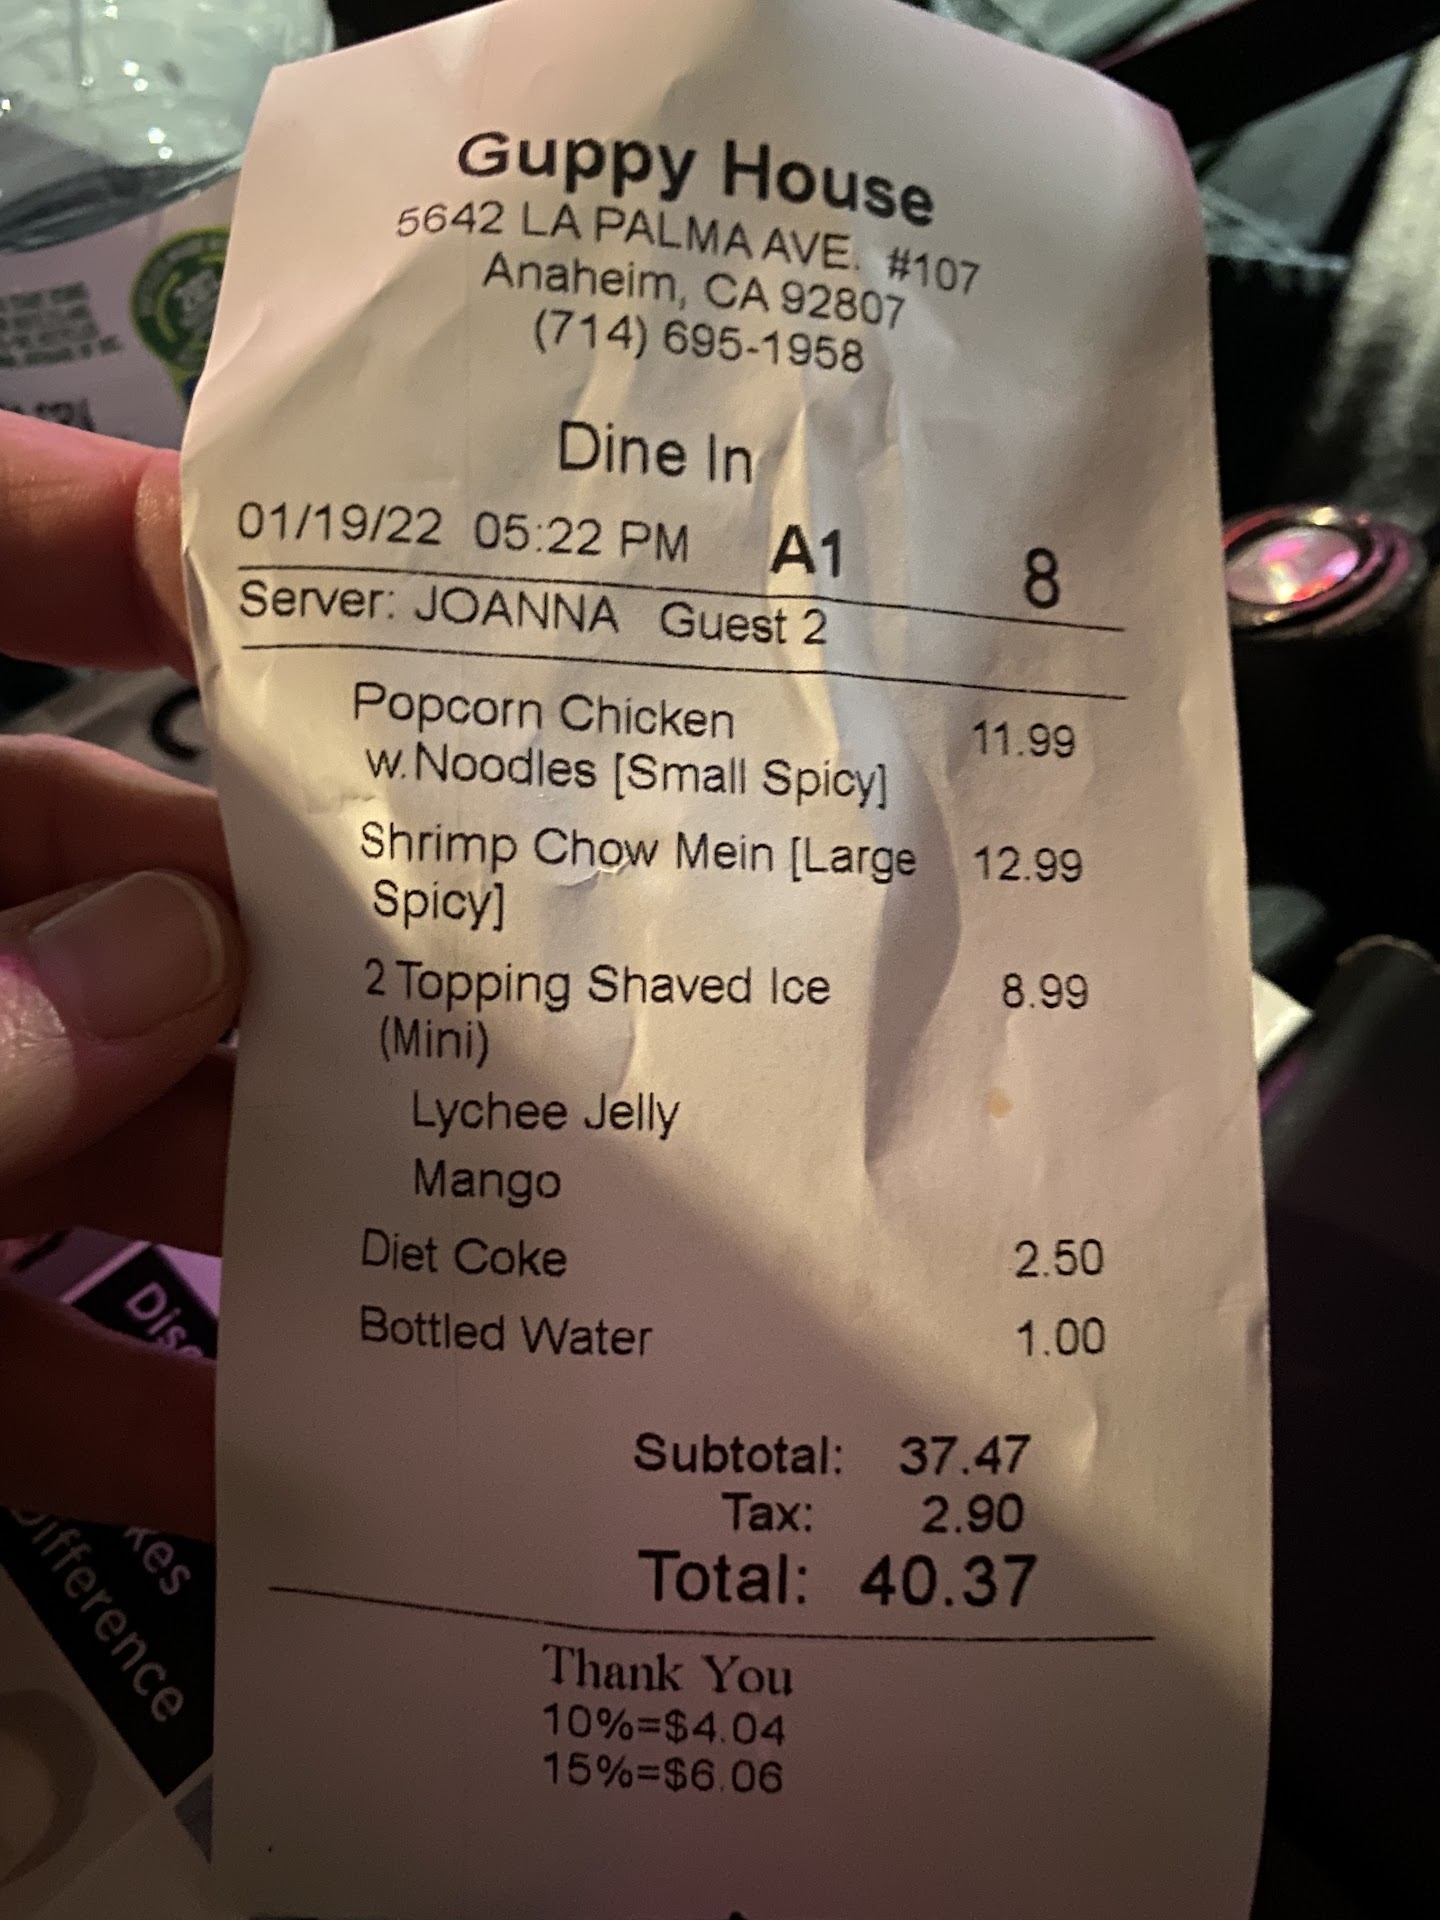 Guppy House
5642 LA PALMA AVE. #107
Anaheim, CA 92807
(714) 695-1958
Dine In
01/19/22 05:22 PM A1 8
Server: JOANNA Guest 2
Popcorn Chicken 11.99
w.Noodles [Small Spicy]
Shrimp Chow Mein [Large 12.99
Spicy]
2 Topping Shaved Ice 8.99
(Mini)
Lychee Jelly
Mango
Diet Coke 2.50
Bottled Water 1.00
Subtotal: 37.47
Tax: 2.90
Total: 40.37
Thank You
10%=$4.04
15%=$6.06
Difference